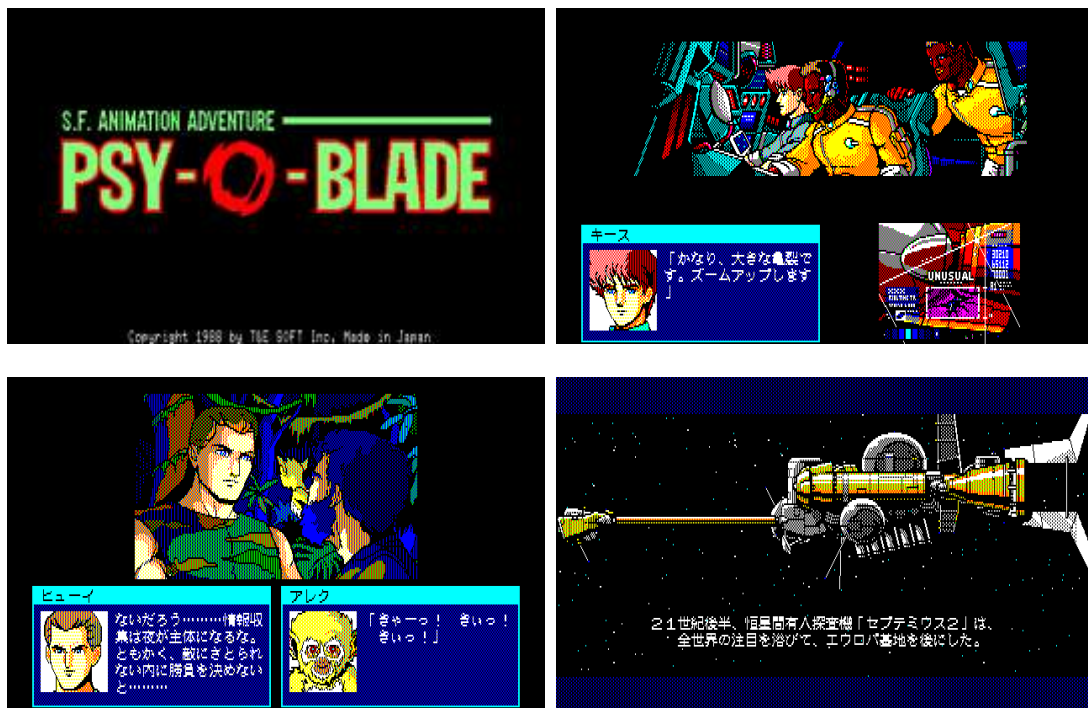 S.F. ANIMATION ADVENTURE
PSY-O-BLADE
Copyright 1988 by T&E SOFT Inc. Made in Japan
キース
「かなり、大きな亀裂で
す。ズームアップします
」
UNUSUAL
ヒューイ
ないだろう………情報収
集は夜が主体になるな。
ともかく、敵にさとられ
ない内に勝負を決めない
と………
アレク
「きゃーっ！　きぃっ！
きぃっ！」
21世紀後半、恒星間有人探査機「セプテミウス2」は、
全世界の注目を浴びて、エウロパ基地を後にした。